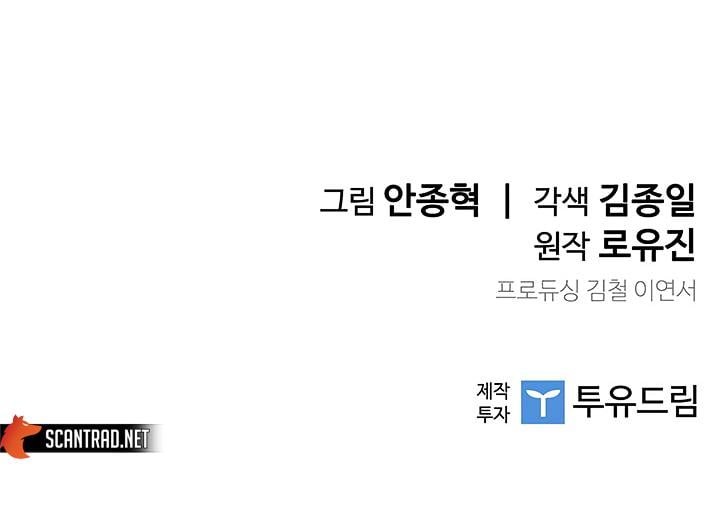 그림 안종혁 | 각색 김종일
원작 로유진
프로듀싱 김철 이연서
제작
투자
투유드림
SCANTRAD.NET